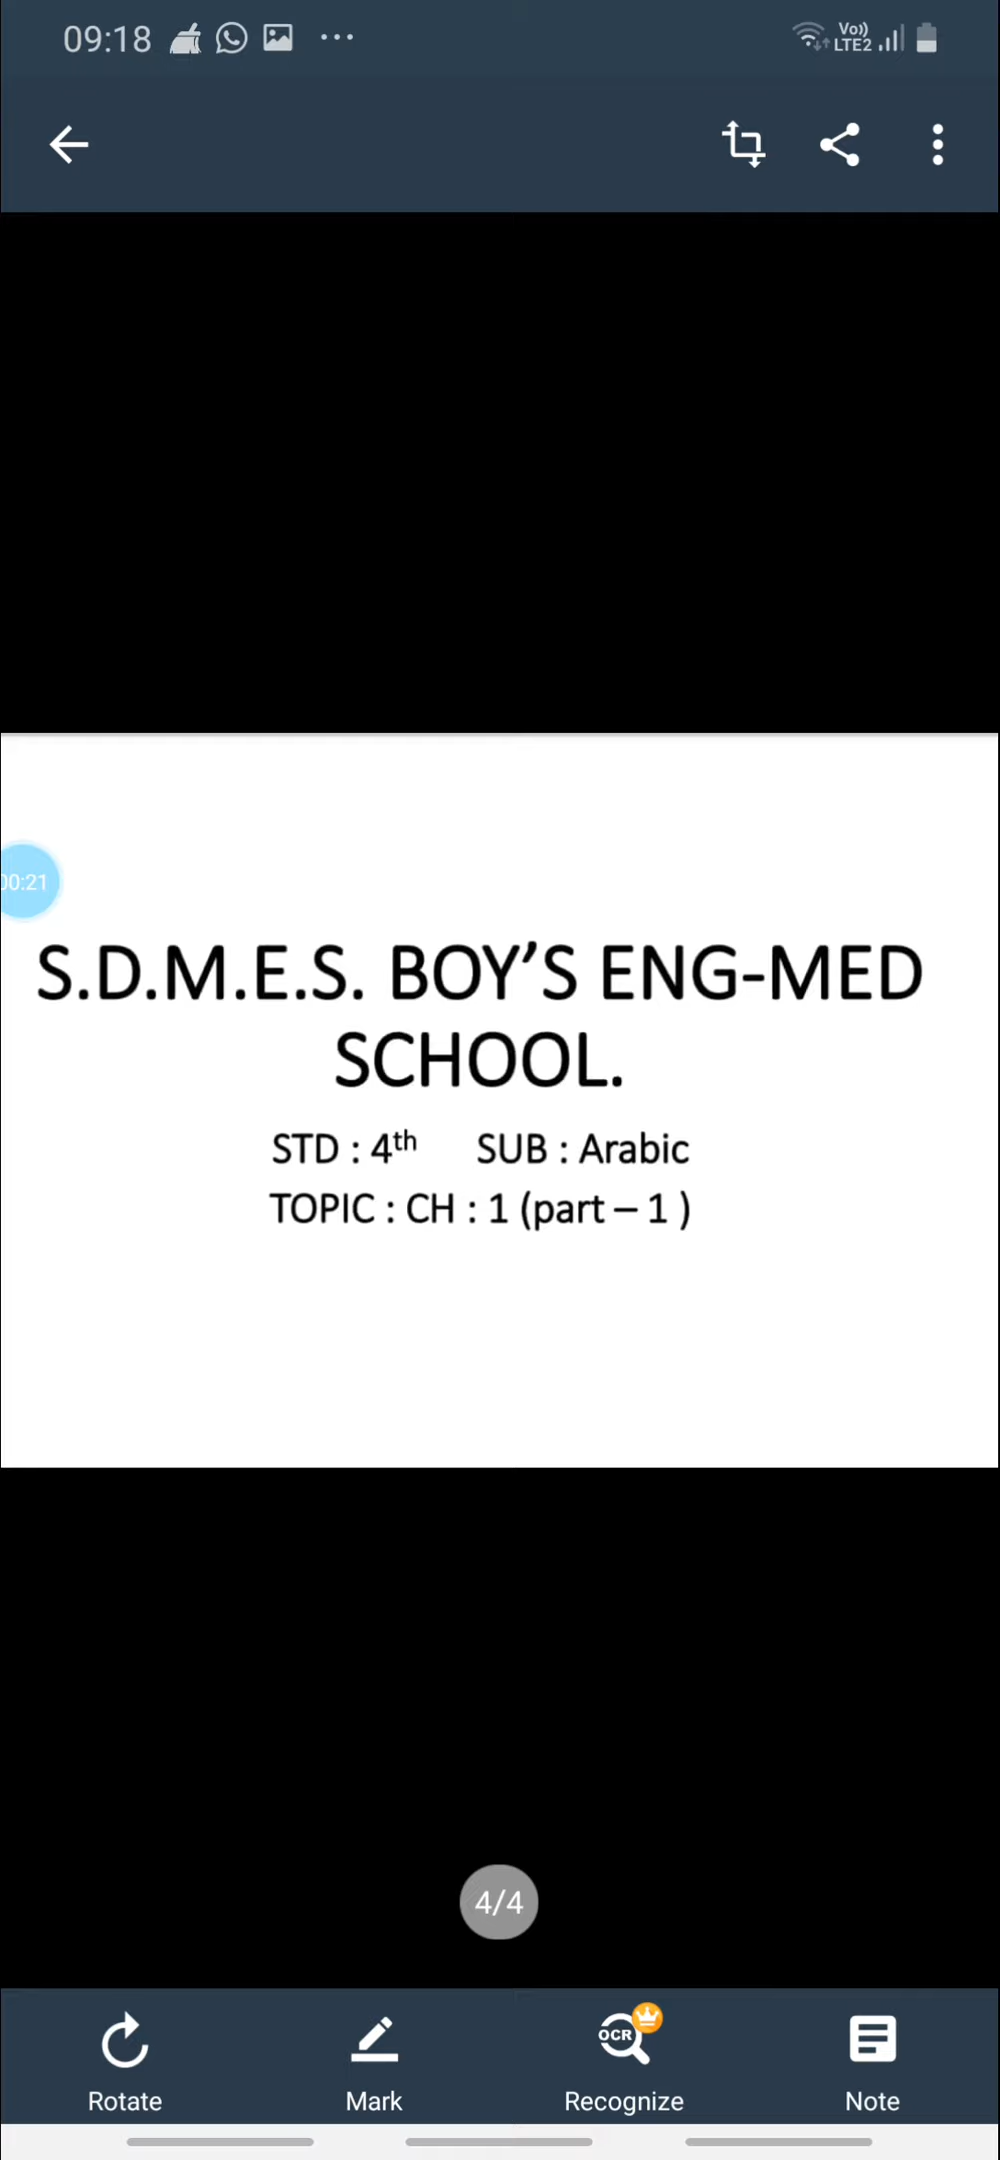 09:18
Vo)) LTE2
00:21
S.D.M.E.S. BOY’S ENG-MED
SCHOOL.
STD : 4th SUB : Arabic
TOPIC : CH : 1 (part – 1 )
4/4
OCR
Rotate Mark Recognize Note